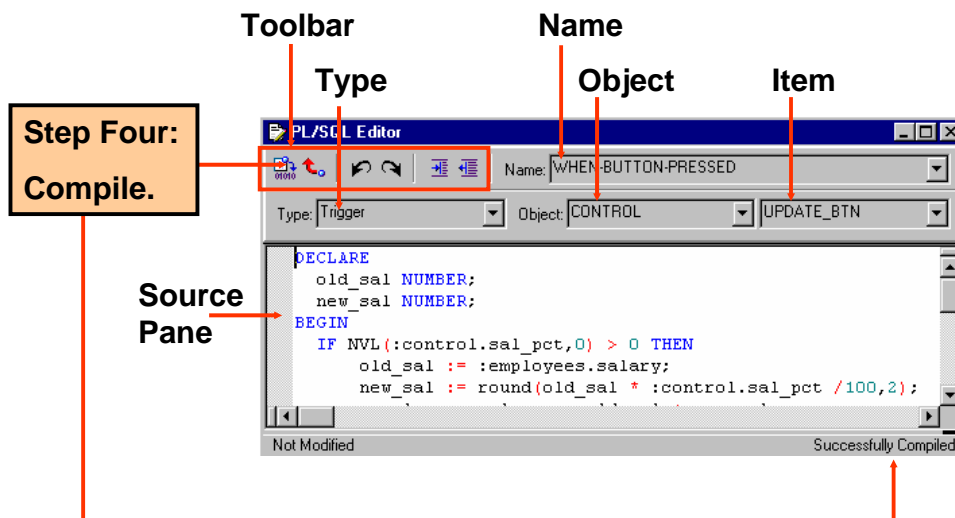 Toolbar
Name
Type
Object
Item
Step Four:
Compile.
PL/SQL Editor
01010
Name: WHEN-BUTTON-PRESSED
Type: Trigger
Object: CONTROL
UPDATE_BTN
Source
Pane
DECLARE
old_sal NUMBER;
new_sal NUMBER;
BEGIN
IF NVL(:control.sal_pct,0) > 0 THEN
old_sal := :employees.salary;
new_sal := round(old_sal * :control.sal_pct /100,2);
Not Modified
Successfully Compiled